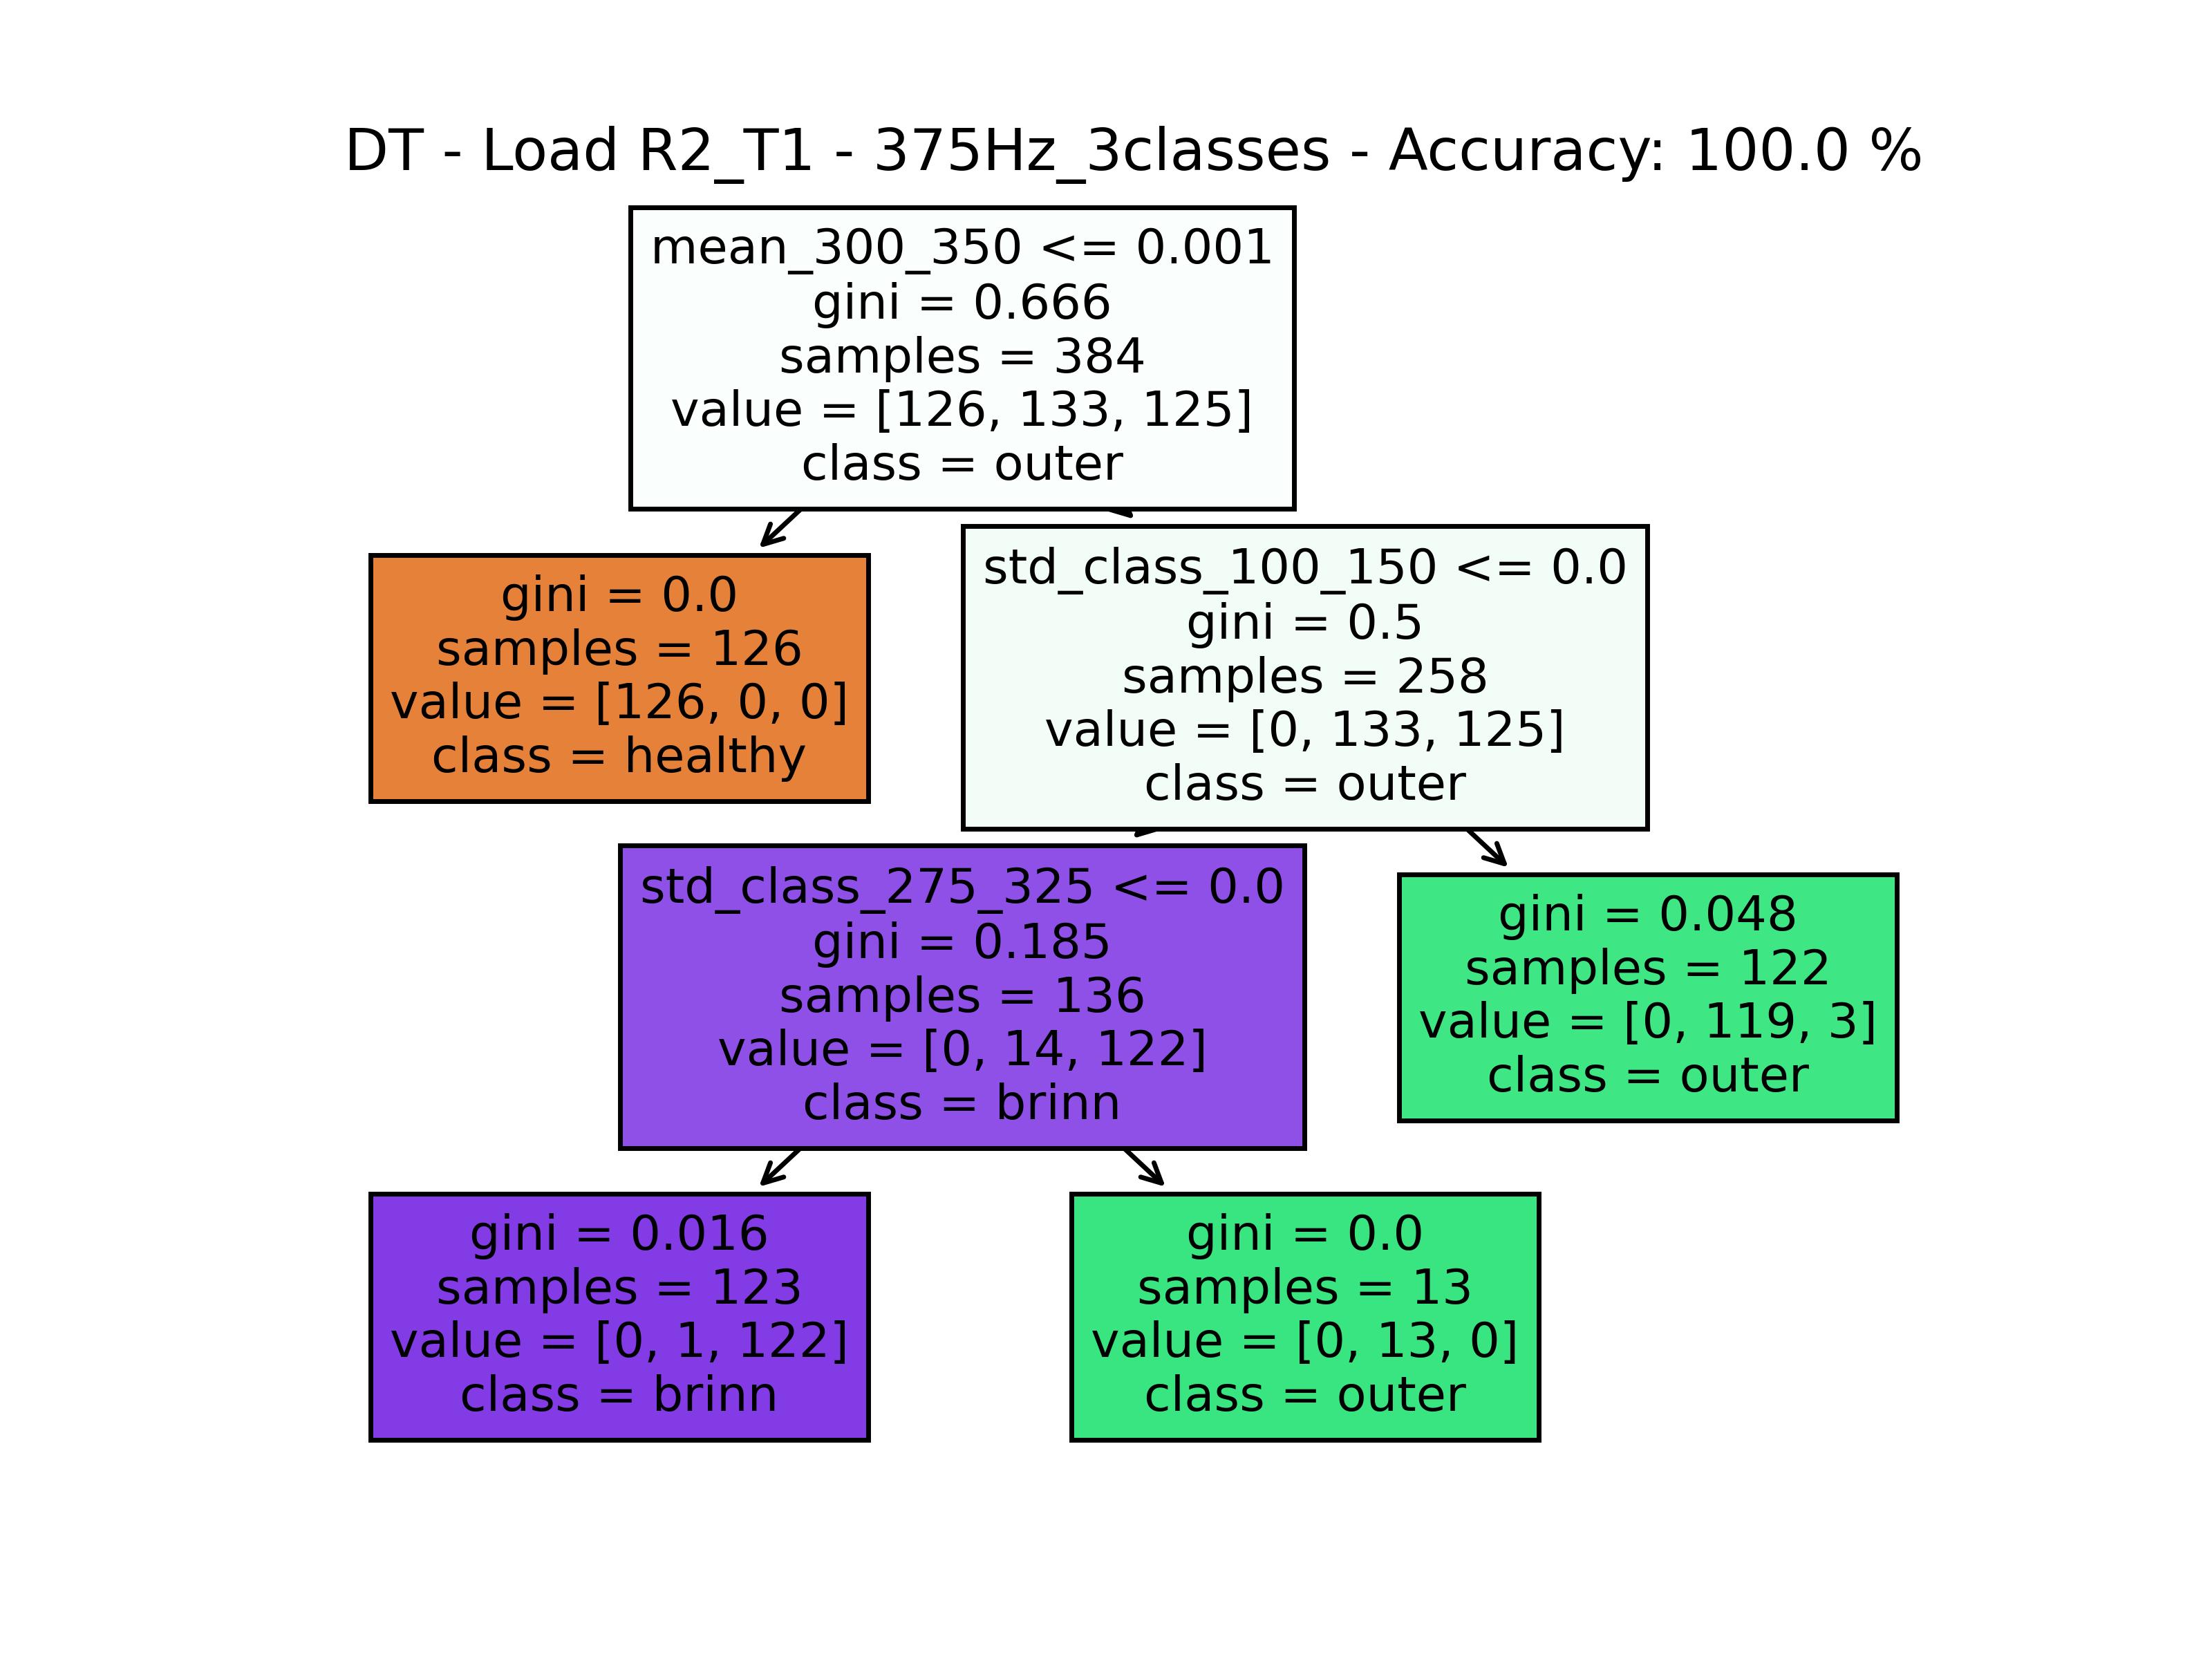 DT - Load R2_T1 - 375Hz_3classes - Accuracy: 100.0 %
mean_300_350 <= 0.001
gini = 0.666
samples = 384
value = [126, 133, 125]
class = outer
gini = 0.0
samples = 126
value = [126, 0, 0]
class = healthy
std_class_100_150 <= 0.0
gini = 0.5
samples = 258
value = [0, 133, 125]
class = outer
std_class_275_325 <= 0.0
gini = 0.185
samples = 136
value = [0, 14, 122]
class = brinn
gini = 0.048
samples = 122
value = [0, 119, 3]
class = outer
gini = 0.016
samples = 123
value = [0, 1, 122]
class = brinn
gini = 0.0
samples = 13
value = [0, 13, 0]
class = outer